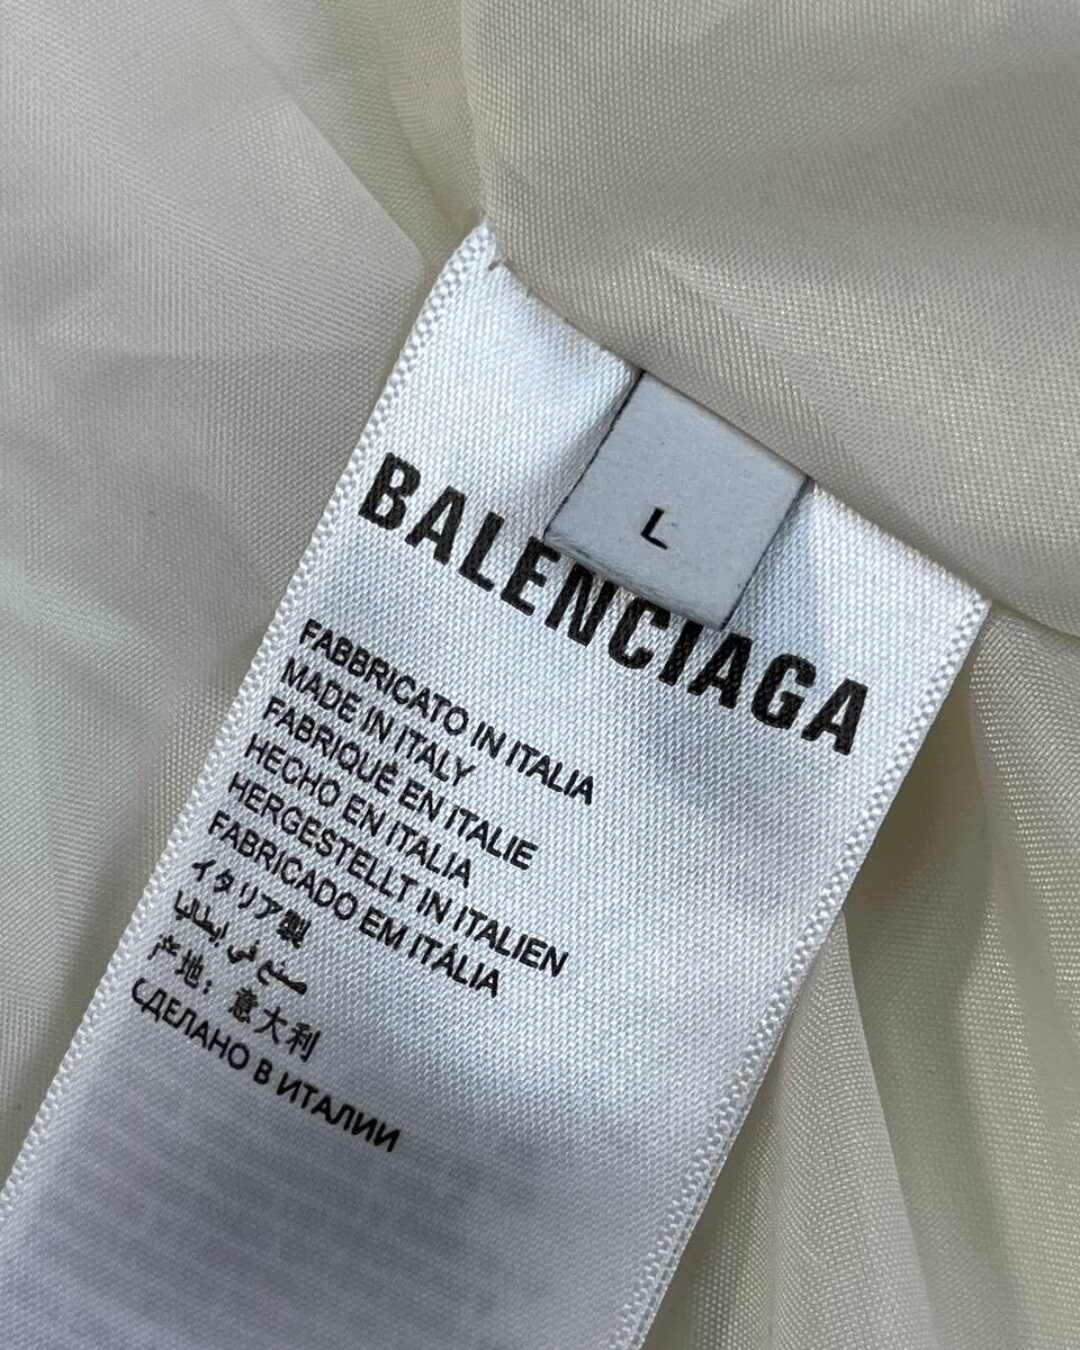 L
BALENCIAGA
FABBRICATO IN ITALIA
MADE IN ITALY
FABRIQUÉ EN ITALIE
HECHO EN ITALIA
HERGESTELLT IN ITALIEN
FABRICADO EM ITÁLIA
イタリア製
صنع في إيطاليا
产地：意大利
СДЕЛАНО В ИТАЛИИ